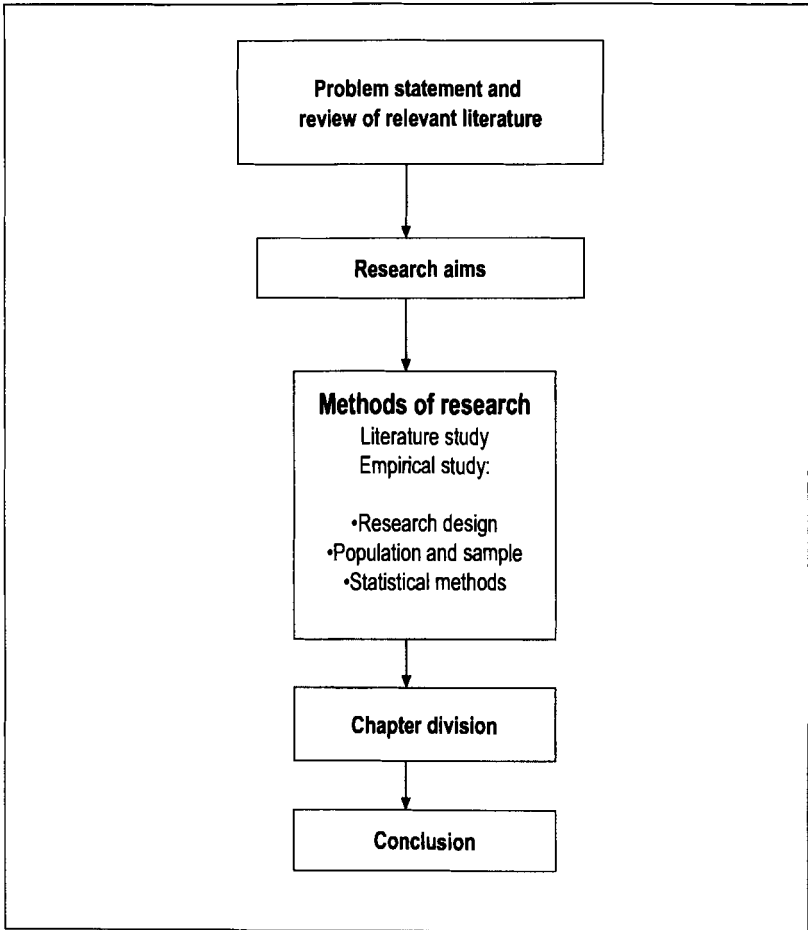 Problem statement and
review of relevant literature
Research aims
Methods of research
Literature study
Empirical study:
•Research design
•Population and sample
•Statistical methods
Chapter division
Conclusion